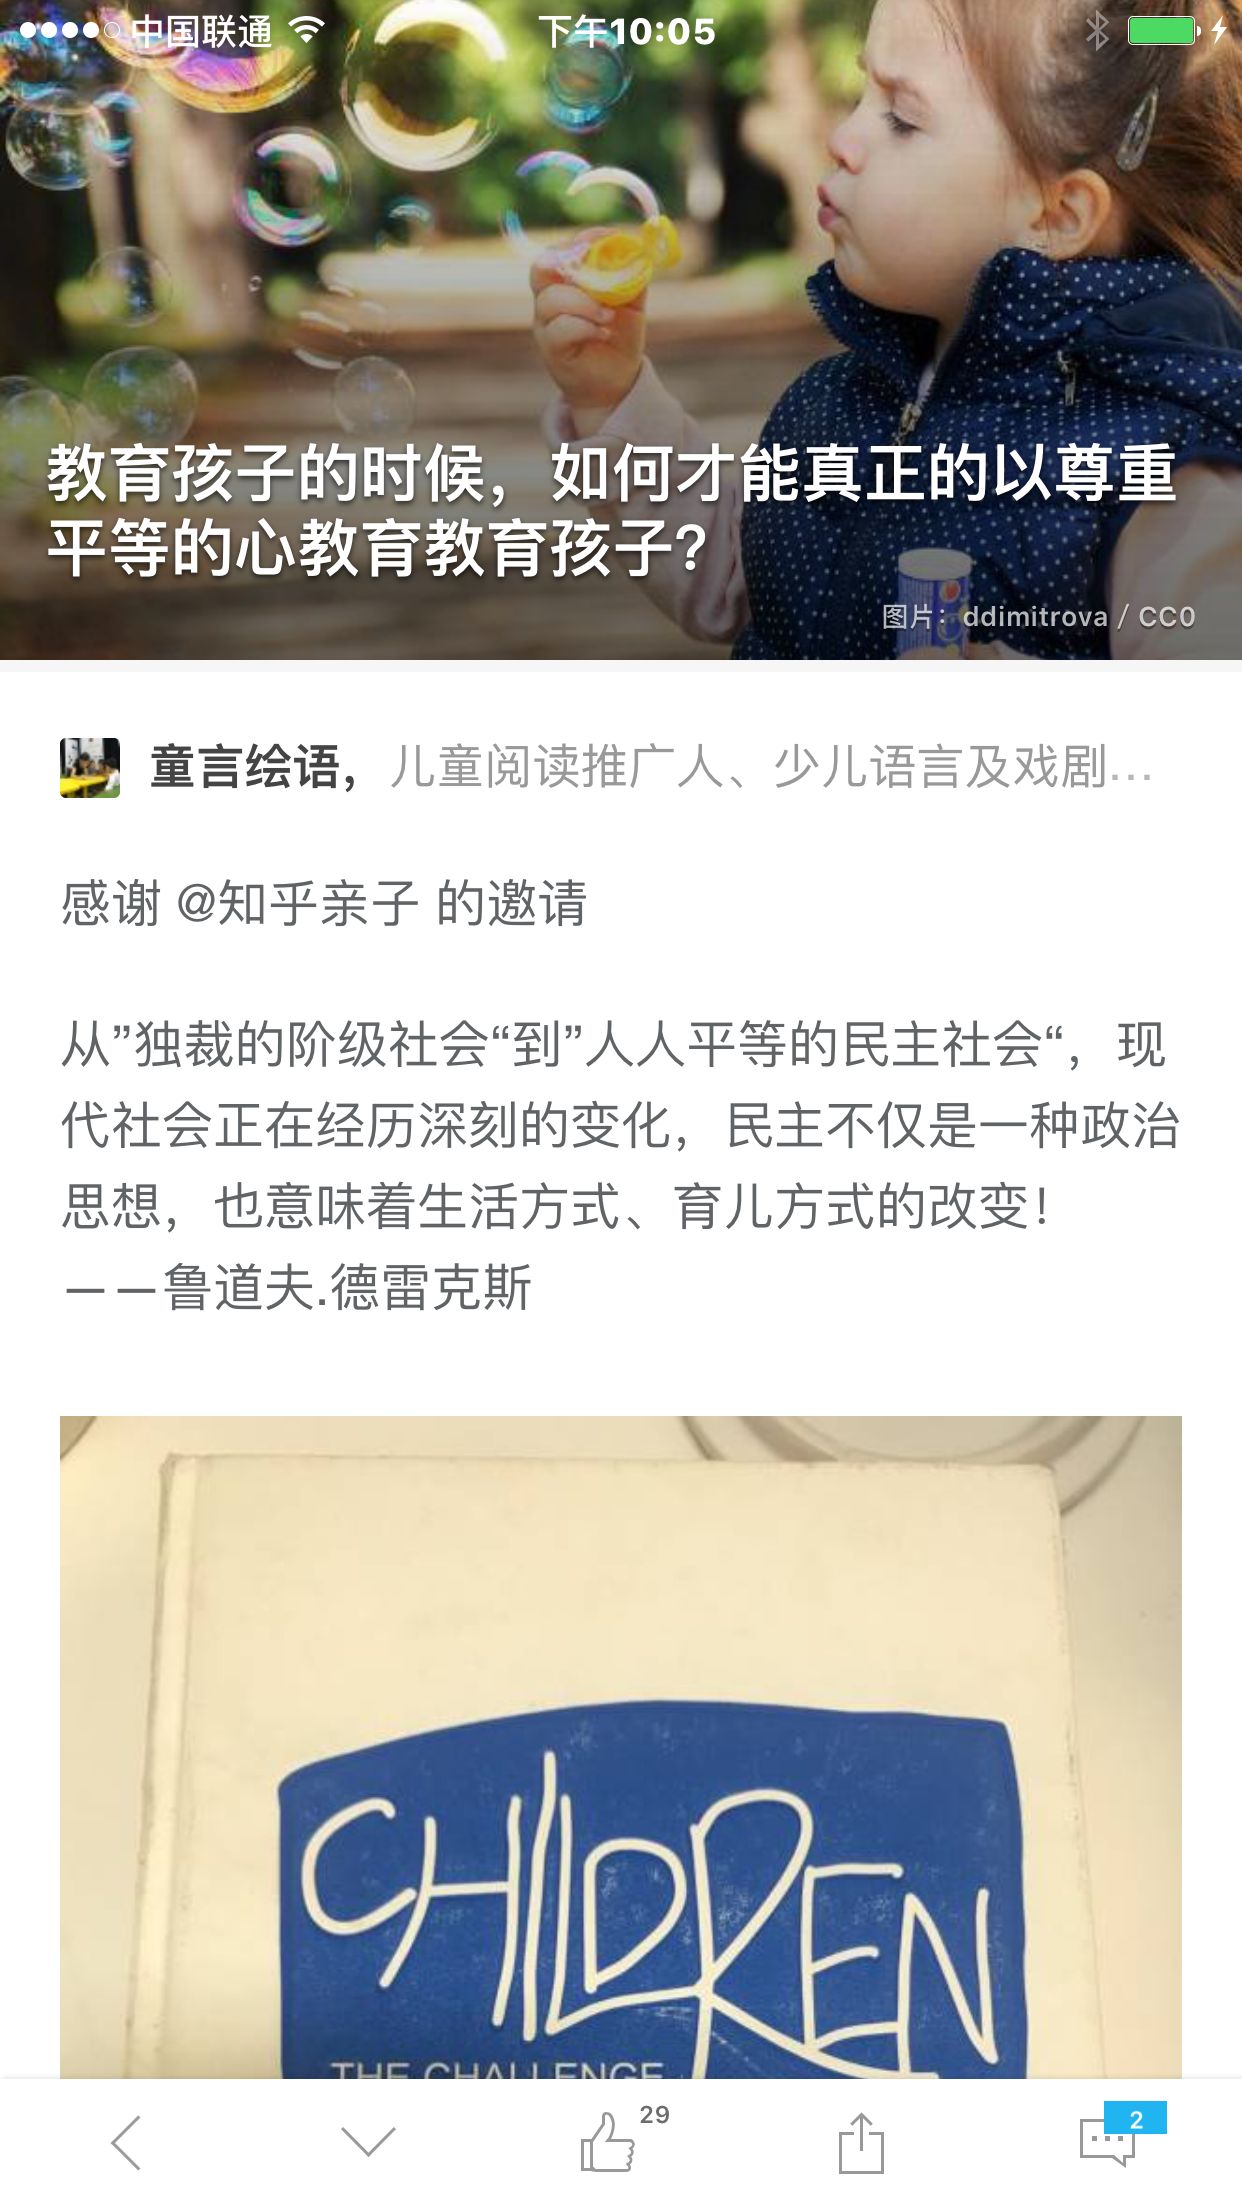 中国联通
下午10:05
教育孩子的时候，如何才能真正的以尊重
平等的心教育教育孩子?
图片：ddimitrova / CC0
童言绘语，儿童阅读推广人、少儿语言及戏剧...
感谢 @知乎亲子 的邀请
从”独裁的阶级社会“到”人人平等的民主社会“，现
代社会正在经历深刻的变化，民主不仅是一种政治
思想，也意味着生活方式、育儿方式的改变！
——鲁道夫.德雷克斯
CHILDREN
THE CHALLENGE
29
2